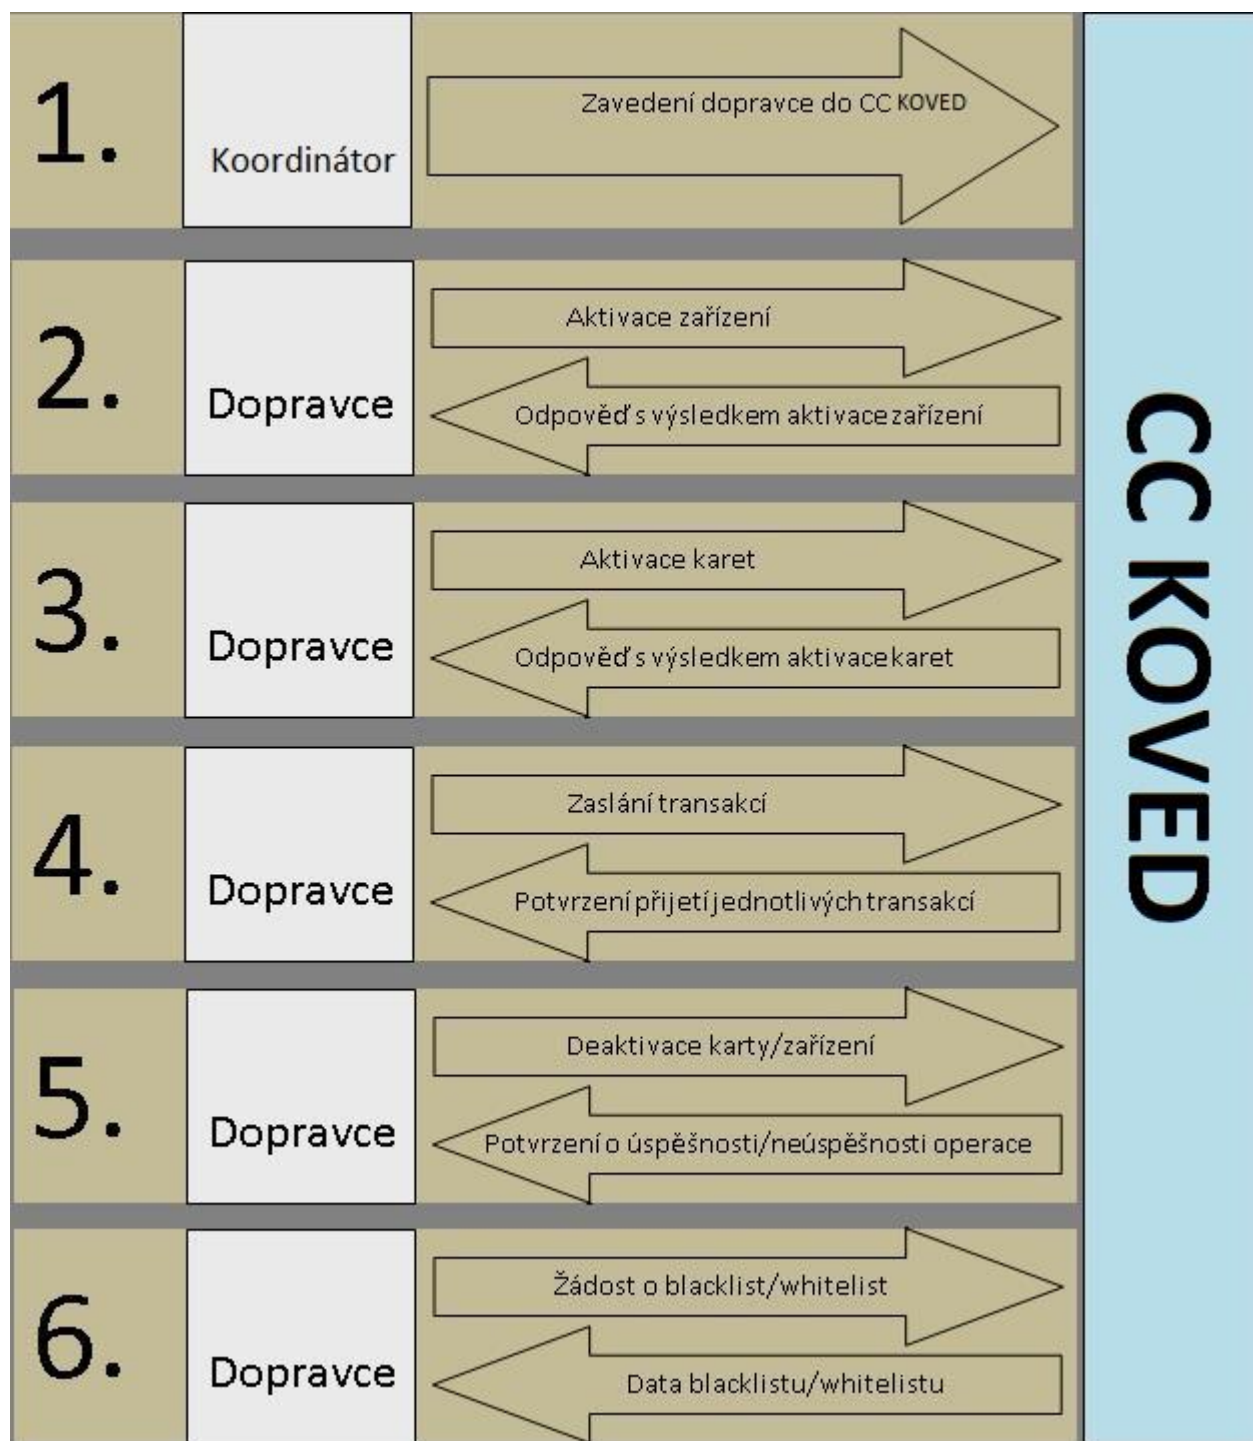 1.
Koordinátor
Zavedení dopravce do CC KOVED
2.
Dopravce
Aktivace zařízení
Odpověď s výsledkem aktivace zařízení
3.
Dopravce
Aktivace karet
Odpověď s výsledkem aktivace karet
4.
Dopravce
Zaslání transakcí
Potvrzení přijetí jednotlivých transakcí
5.
Dopravce
Deaktivace karty/zařízení
Potvrzení o úspěšnosti/neúspěšnosti operace
6.
Dopravce
Žádost o blacklist/whitelist
Data blacklistu/whitelistu
CC KOVED